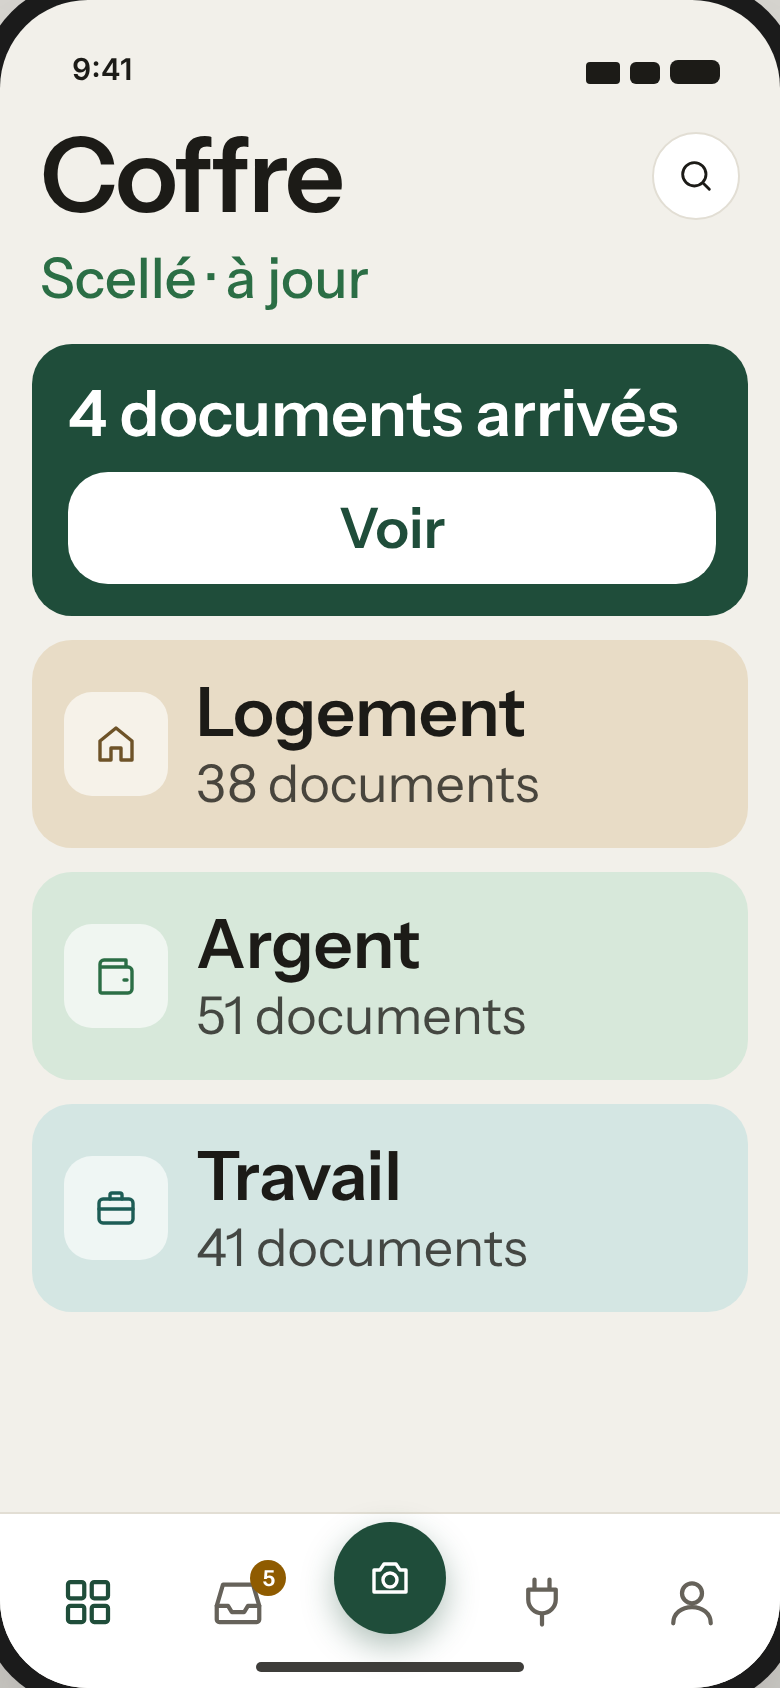 9:41
Coffre
Scellé · à jour
4 documents arrivés
Voir
Logement
38 documents
Argent
51 documents
Travail
41 documents
5